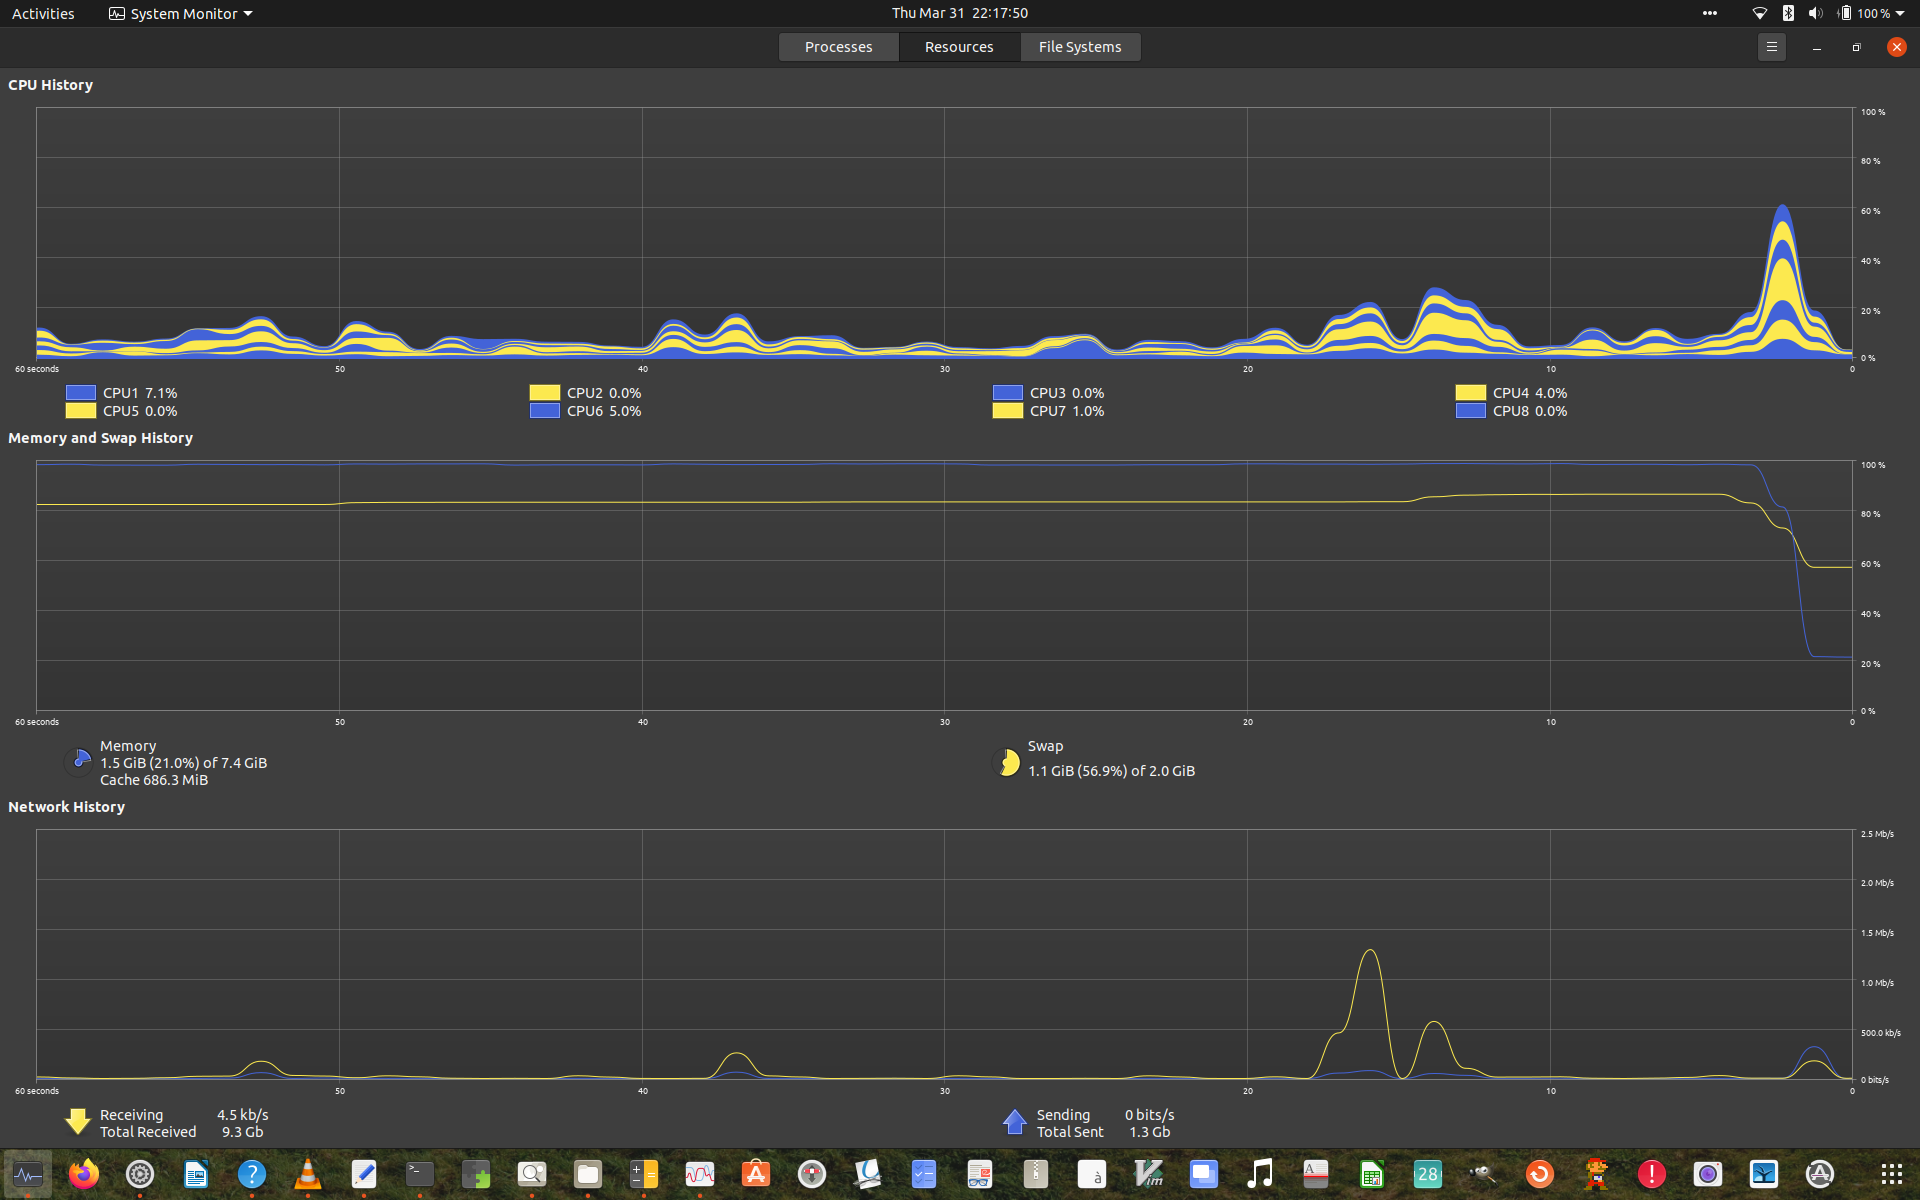 Activities System Monitor Thu Mar 31 22:17:50 100 %
Processes Resources File Systems
CPU History
100 %
80 %
60 %
40 %
20 %
0 %
60 seconds 50 40 30 20 10 0
CPU1 7.1% CPU2 0.0% CPU3 0.0% CPU4 4.0%
CPU5 0.0% CPU6 5.0% CPU7 1.0% CPU8 0.0%
Memory and Swap History
100 %
80 %
60 %
40 %
20 %
0 %
60 seconds 50 40 30 20 10 0
Memory Swap
1.5 GiB (21.0%) of 7.4 GiB 1.1 GiB (56.9%) of 2.0 GiB
Cache 686.3 MiB
Network History
2.5 Mb/s
2.0 Mb/s
1.5 Mb/s
1.0 Mb/s
500.0 kb/s
0 bits/s
60 seconds 50 40 30 20 10 0
Receiving 4.5 kb/s Sending 0 bits/s
Total Received 9.3 Gb Total Sent 1.3 Gb
? >_ A à Vim A 28 !